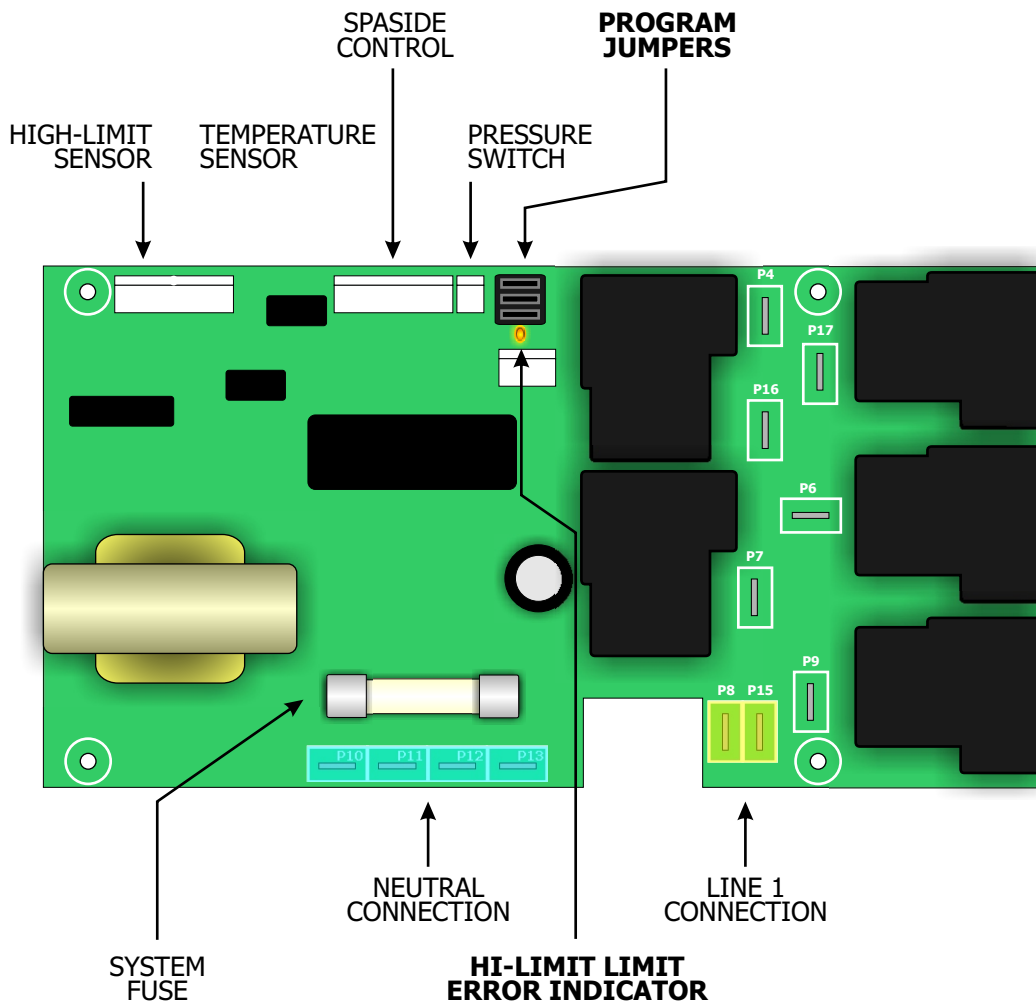 SPASIDE
CONTROL
PROGRAM
JUMPERS
HIGH-LIMIT
SENSOR
TEMPERATURE
SENSOR
PRESSURE
SWITCH
P4
P17
P16
P6
P7
P9
P8 P15
P10 P11 P12 P13
NEUTRAL
CONNECTION
LINE 1
CONNECTION
SYSTEM
FUSE
HI-LIMIT LIMIT
ERROR INDICATOR